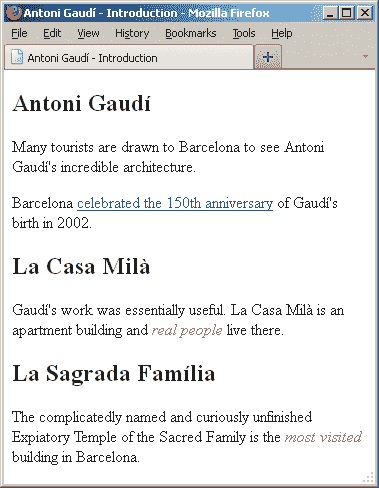 Antoni Gaudí - Introduction - Mozilla Firefox
File Edit View History Bookmarks Tools Help
Antoni Gaudí - Introduction
Antoni Gaudí
Many tourists are drawn to Barcelona to see Antoni
Gaudí's incredible architecture.
Barcelona celebrated the 150th anniversary of Gaudí's
birth in 2002.
La Casa Milà
Gaudí's work was essentially useful. La Casa Milà is an
apartment building and real people live there.
La Sagrada Família
The complicatedly named and curiously unfinished
Expiatory Temple of the Sacred Family is the most visited
building in Barcelona.